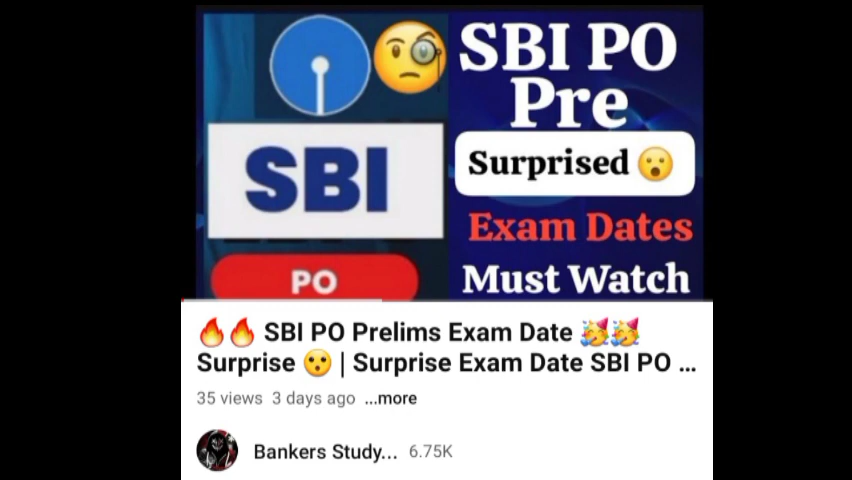 SBI PO
Pre
Surprised 😮
Exam Dates
Must Watch
SBI
PO
🔥🔥 SBI PO Prelims Exam Date 🥳🥳
Surprise 😮 | Surprise Exam Date SBI PO ...
35 views 3 days ago ...more
Bankers Study... 6.75K